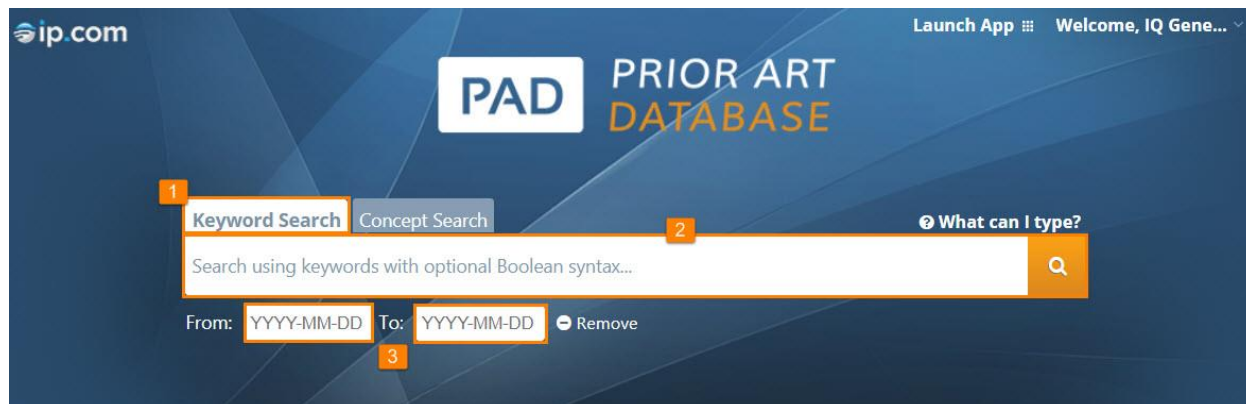 ip.com
Launch App Welcome, IQ Gene...
PAD PRIOR ART
DATABASE
1
Keyword Search Concept Search
2
What can I type?
Search using keywords with optional Boolean syntax...
From: YYYY-MM-DD To: YYYY-MM-DD Remove
3